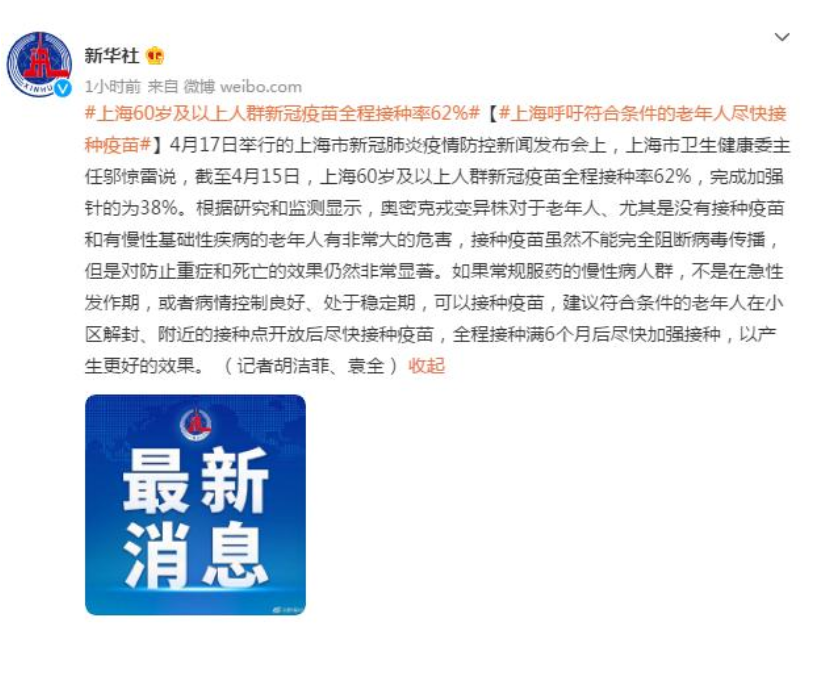 新华社
1小时前 来自 微博 weibo.com
#上海60岁及以上人群新冠疫苗全程接种率62%#【#上海呼吁符合条件的老年人尽快接
种疫苗#】4月17日举行的上海市新冠肺炎疫情防控新闻发布会上，上海市卫生健康委主
任邬惊雷说，截至4月15日，上海60岁及以上人群新冠疫苗全程接种率62%，完成加强
针的为38%。根据研究和监测显示，奥密克戎变异株对于老年人、尤其是没有接种疫苗
和有慢性基础性疾病的老年人有非常大的危害，接种疫苗虽然不能完全阻断病毒传播，
但是对防止重症和死亡的效果仍然非常显著。如果常规服药的慢性病人群，不是在急性
发作期，或者病情控制良好、处于稳定期，可以接种疫苗，建议符合条件的老年人在小
区解封、附近的接种点开放后尽快接种疫苗，全程接种满6个月后尽快加强接种，以产
生更好的效果。（记者胡洁菲、袁全）收起
最新
消息